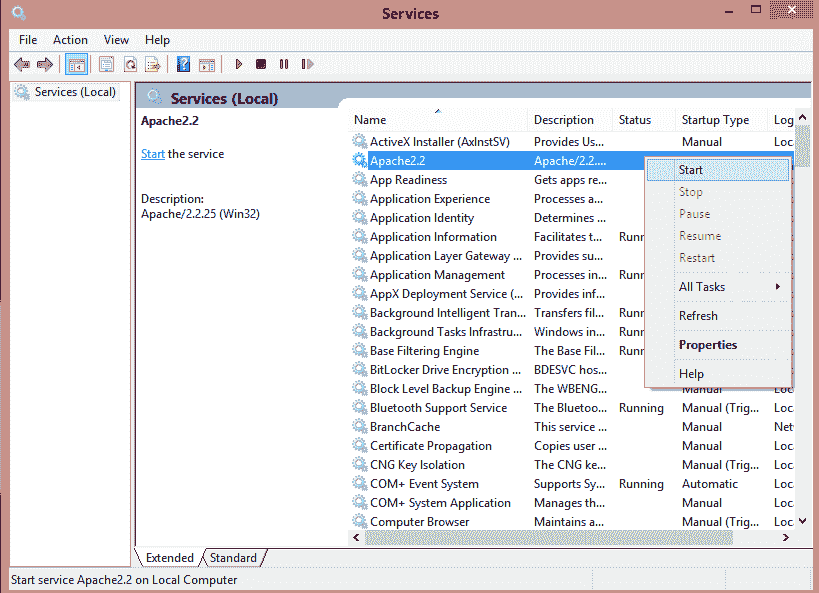 Services
File Action View Help
Services (Local)
Services (Local)
Apache2.2
Start the service
Description:
Apache/2.2.25 (Win32)
Name Description Status Startup Type Log
ActiveX Installer (AxInstSV) Provides Us... Manual Loc
Apache2.2 Apache/2.2....
App Readiness Gets apps re...
Application Experience Processes a...
Application Identity Determines ...
Application Information Facilitates t... Runn
Application Layer Gateway ... Provides su...
Application Management Processes in... Runn
AppX Deployment Service (... Provides inf...
Background Intelligent Tran... Transfers fil... Runn
Background Tasks Infrastru... Windows in... Runn
Base Filtering Engine The Base Fil... Runn
BitLocker Drive Encryption ... BDESVC hos...
Block Level Backup Engine ... The WBENG... Manual Loc
Bluetooth Support Service The Bluetoo... Running Manual (Trig... Loc
BranchCache This service ... Manual Net
Certificate Propagation Copies user ... Manual Loc
CNG Key Isolation The CNG ke... Manual (Trig... Loc
COM+ Event System Supports Sy... Running Automatic Loc
COM+ System Application Manages th... Manual Loc
Computer Browser Maintains a... Manual (Trig... Loc
Start
Stop
Pause
Resume
Restart
All Tasks
Refresh
Properties
Help
Extended Standard
Start service Apache2.2 on Local Computer